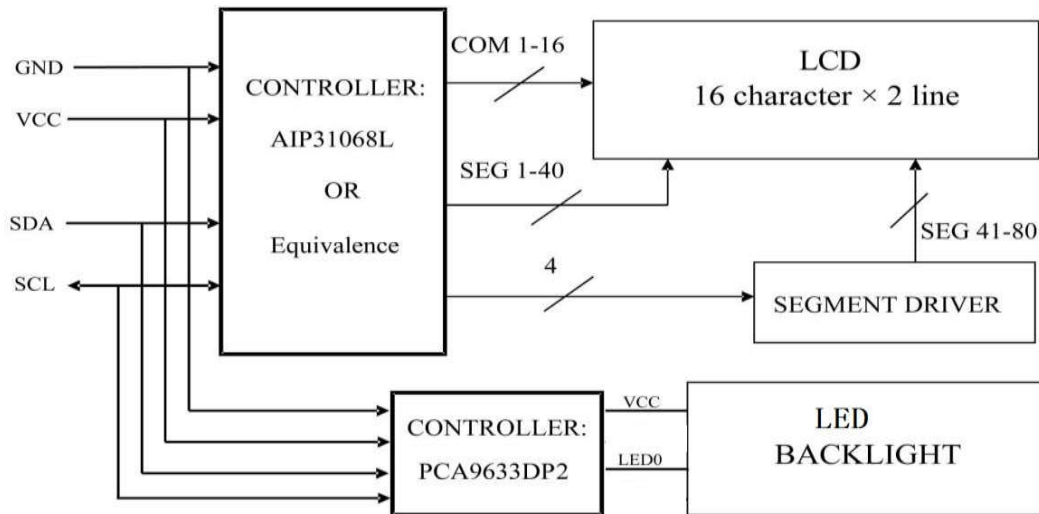 GND
VCC
SDA
SCL
CONTROLLER:
AIP31068L
OR
Equivalence
COM 1-16
SEG 1-40
4
LCD
16 character × 2 line
SEG 41-80
SEGMENT DRIVER
CONTROLLER:
PCA9633DP2
VCC
LED0
LED
BACKLIGHT